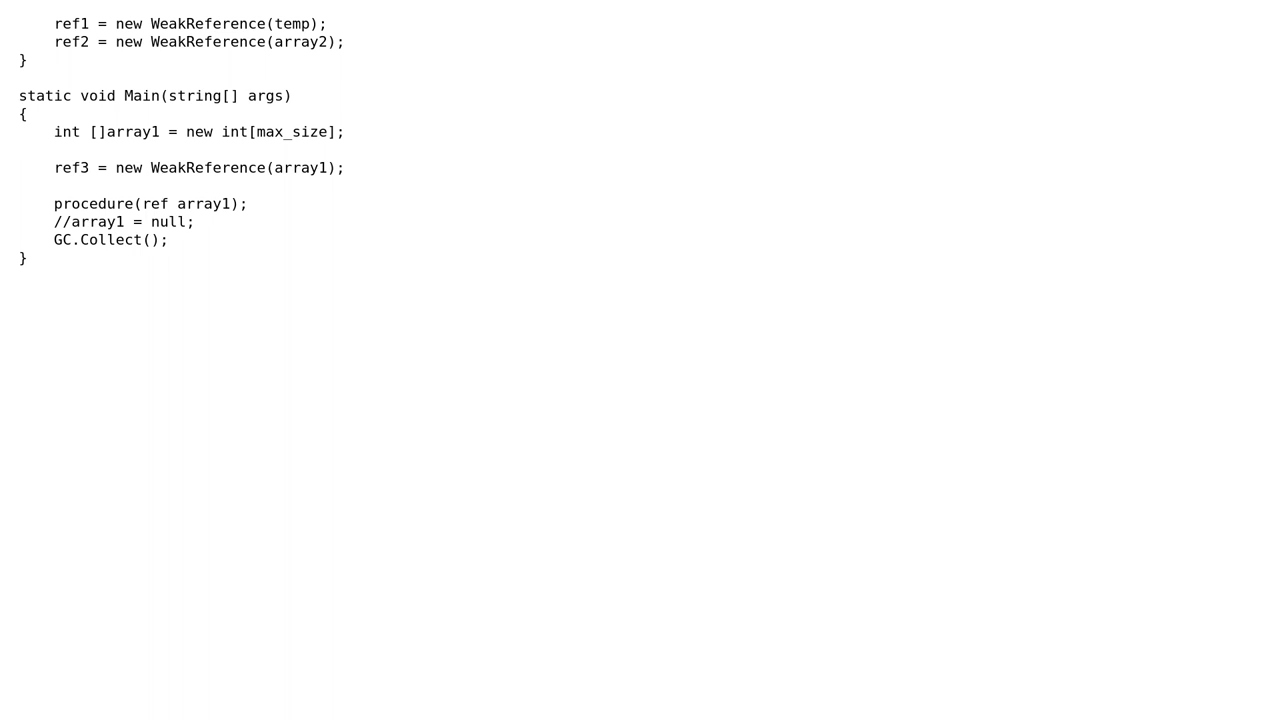 ref1 = new WeakReference(temp);
    ref2 = new WeakReference(array2);
}

static void Main(string[] args)
{
    int []array1 = new int[max_size];

    ref3 = new WeakReference(array1);

    procedure(ref array1);
    //array1 = null;
    GC.Collect();
}